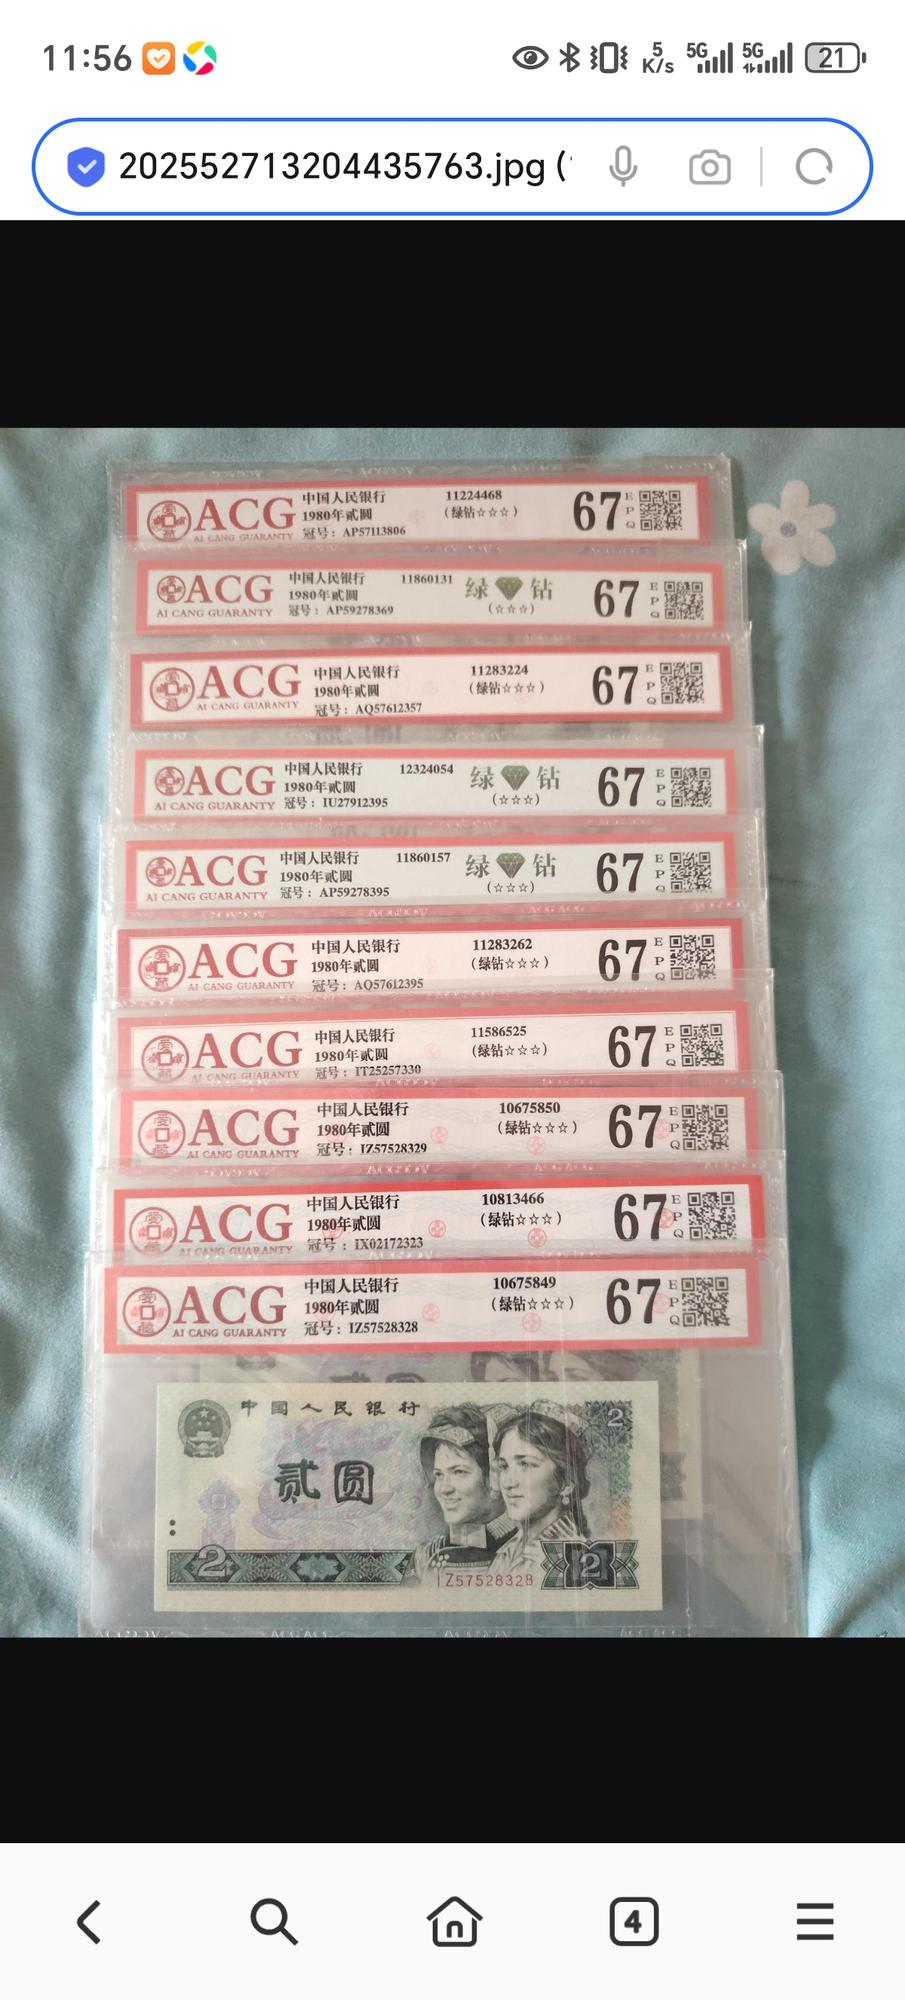 11:56
5
K/s
5G
5G
21
202552713204435763.jpg (
ACG
AI CANG GUARANTY
中国人民银行
1980年贰圆
冠号：AP57113806
11224468
（绿钻☆☆☆）
67
E
P
Q
ACG
AI CANG GUARANTY
中国人民银行
1980年贰圆
冠号：AP59278369
11860131
绿 钻
(☆☆☆)
67
E
P
Q
ACG
AI CANG GUARANTY
中国人民银行
1980年贰圆
冠号：AQ57612357
11283224
（绿钻☆☆☆）
67
E
P
Q
ACG
AI CANG GUARANTY
中国人民银行
1980年贰圆
冠号：IU27912395
12324054
绿 钻
(☆☆☆)
67
E
P
Q
ACG
AI CANG GUARANTY
中国人民银行
1980年贰圆
冠号：AP59278395
11860157
绿 钻
(☆☆☆)
67
E
P
Q
ACG
AI CANG GUARANTY
中国人民银行
1980年贰圆
冠号：AQ57612395
11283262
（绿钻☆☆☆）
67
E
P
Q
ACG
AI CANG GUARANTY
中国人民银行
1980年贰圆
冠号：IT25257330
11586525
（绿钻☆☆☆）
67
E
P
Q
ACG
AI CANG GUARANTY
中国人民银行
1980年贰圆
冠号：IZ57528329
10675850
（绿钻☆☆☆）
67
E
P
Q
ACG
AI CANG GUARANTY
中国人民银行
1980年贰圆
冠号：IX02172323
10813466
（绿钻☆☆☆）
67
E
P
Q
ACG
AI CANG GUARANTY
中国人民银行
1980年贰圆
冠号：IZ57528328
10675849
（绿钻☆☆☆）
67
E
P
Q
中国人民银行
2
贰圆
2
IZ57528328
2
4